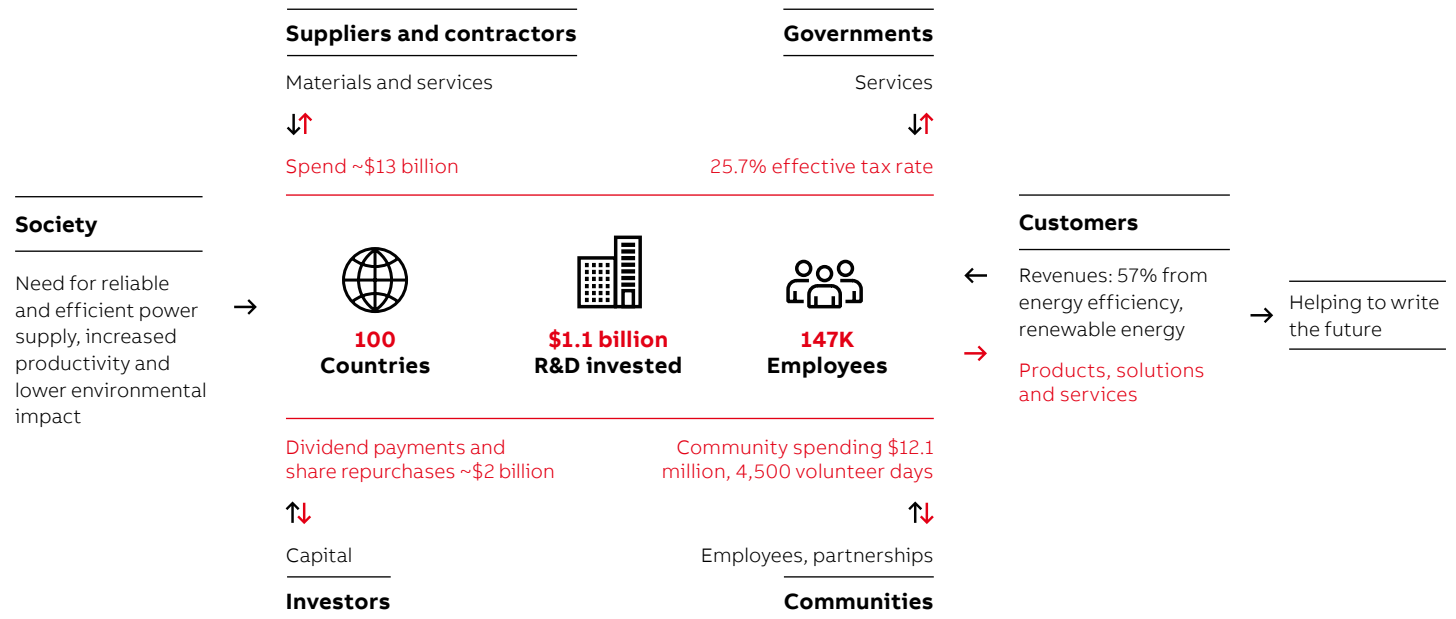 Suppliers and contractors
Materials and services
↓↑
Spend ~$13 billion
Governments
Services
↓↑
25.7% effective tax rate
Society
Need for reliable
and efficient power
supply, increased
productivity and
lower environmental
impact
→
100
Countries
$1.1 billion
R&D invested
147K
Employees
←
→
Customers
Revenues: 57% from
energy efficiency,
renewable energy
Products, solutions
and services
→
Helping to write
the future
Dividend payments and
share repurchases ~$2 billion
↑↓
Capital
Investors
Community spending $12.1
million, 4,500 volunteer days
↑↓
Employees, partnerships
Communities